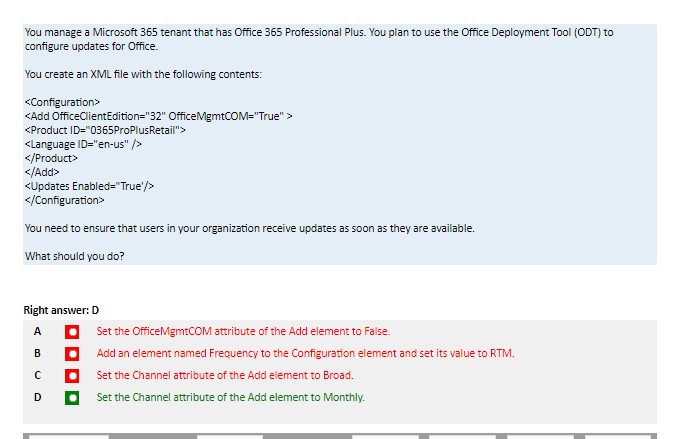 You manage a Microsoft 365 tenant that has Office 365 Professional Plus. You plan to use the Office Deployment Tool (ODT) to
configure updates for Office.
You create an XML file with the following contents:
<Configuration>
<Add OfficeClientEdition="32" OfficeMgmtCOM="True" >
<Product ID="0365ProPlusRetail">
<Language ID="en-us" />
</Product>
</Add>
<Updates Enabled="True'/>
</Configuration>
You need to ensure that users in your organization receive updates as soon as they are available.
What should you do?
Right answer: D
A Set the OfficeMgmtCOM attribute of the Add element to False.
B Add an element named Frequency to the Configuration element and set its value to RTM.
C Set the Channel attribute of the Add element to Broad.
D Set the Channel attribute of the Add element to Monthly.